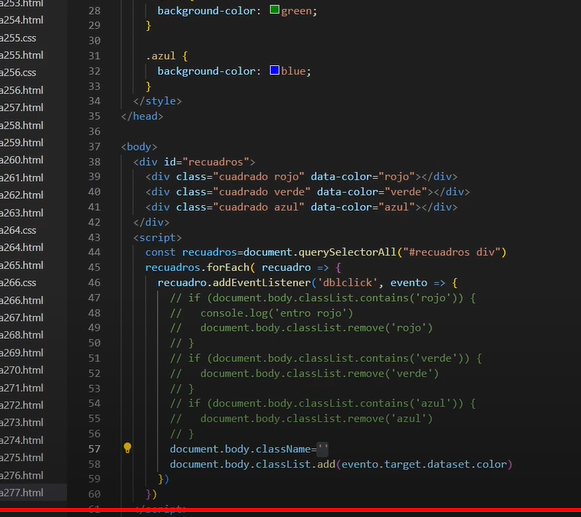 a253.html
a254.html
a255.css
a255.html
a256.css
a256.html
a257.html
a258.html
a259.html
a260.html
a261.html
a262.html
a263.html
a264.css
a264.html
a265.html
a266.css
a266.html
a267.html
a268.html
a269.html
a270.html
a271.html
a272.html
a273.html
a274.html
a275.html
a276.html
a277.html
28 background-color: green;
29 }
30
31 .azul {
32 background-color: blue;
33 }
34 </style>
35 </head>
36
37 <body>
38 <div id="recuadros">
39 <div class="cuadrado rojo" data-color="rojo"></div>
40 <div class="cuadrado verde" data-color="verde"></div>
41 <div class="cuadrado azul" data-color="azul"></div>
42 </div>
43 <script>
44 const recuadros=document.querySelectorAll("#recuadros div")
45 recuadros.forEach( recuadro => {
46 recuadro.addEventListener('dblclick', evento => {
47 // if (document.body.classList.contains('rojo')) {
48 // console.log('entro rojo')
49 // document.body.classList.remove('rojo')
50 // }
51 // if (document.body.classList.contains('verde')) {
52 // document.body.classList.remove('verde')
53 // }
54 // if (document.body.classList.contains('azul')) {
55 // document.body.classList.remove('azul')
56 // }
57 document.body.className=''
58 document.body.classList.add(evento.target.dataset.color)
59 })
60 })
61 </script>